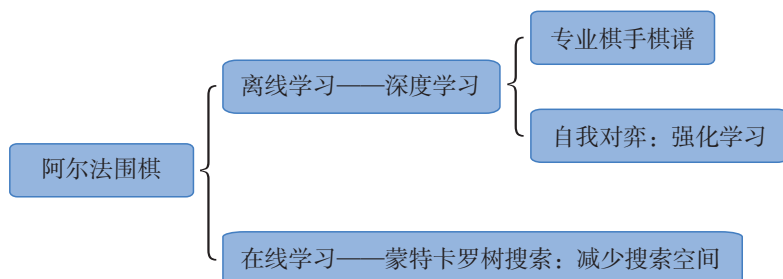 专业棋手棋谱
离线学习——深度学习
自我对弈：强化学习
阿尔法围棋
在线学习——蒙特卡罗树搜索：减少搜索空间